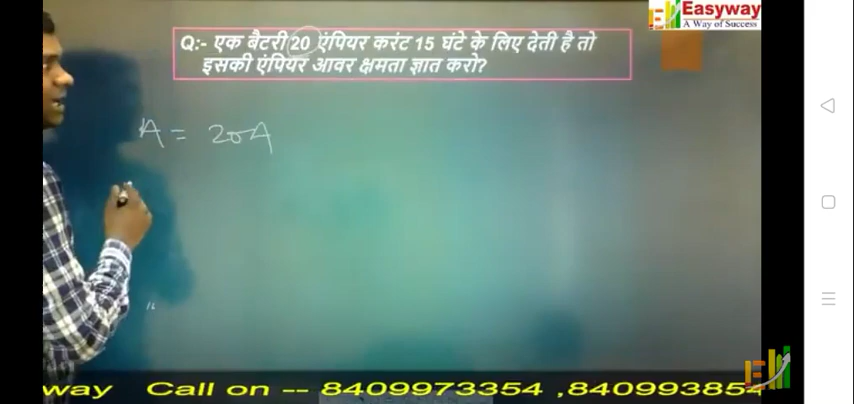 Easyway
A Way of Success
Q:- एक बैटरी 20 एंपियर करंट 15 घंटे के लिए देती है तो
इसकी एंपियर आवर क्षमता ज्ञात करो?
A = 20A
way Call on -- 8409973354 ,840993854